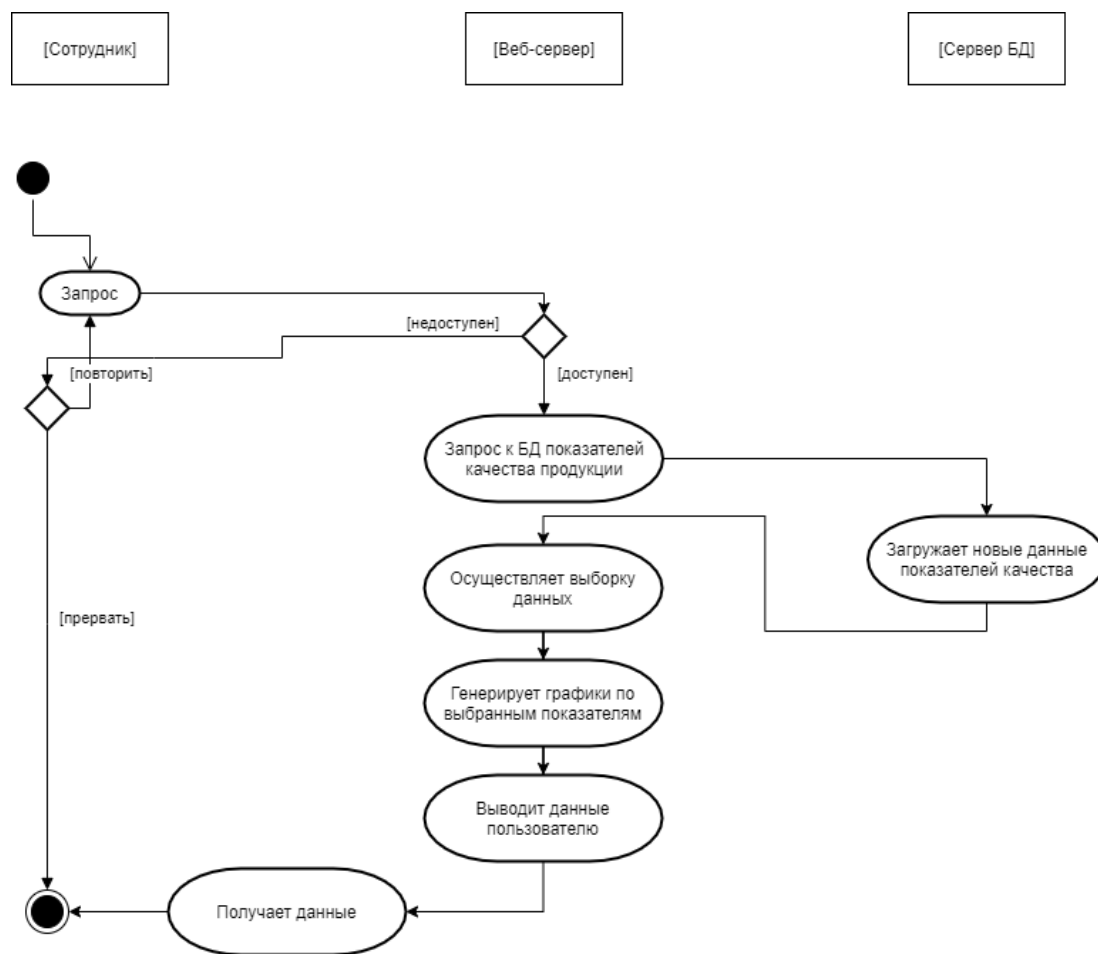 [Сотрудник]
[Веб-сервер]
[Сервер БД]
Запрос
[недоступен]
[повторить]
[доступен]
Запрос к БД показателей
качества продукции
Загружает новые данные
показателей качества
Осуществляет выборку
данных
[прервать]
Генерирует графики по
выбранным показателям
Выводит данные
пользователю
Получает данные